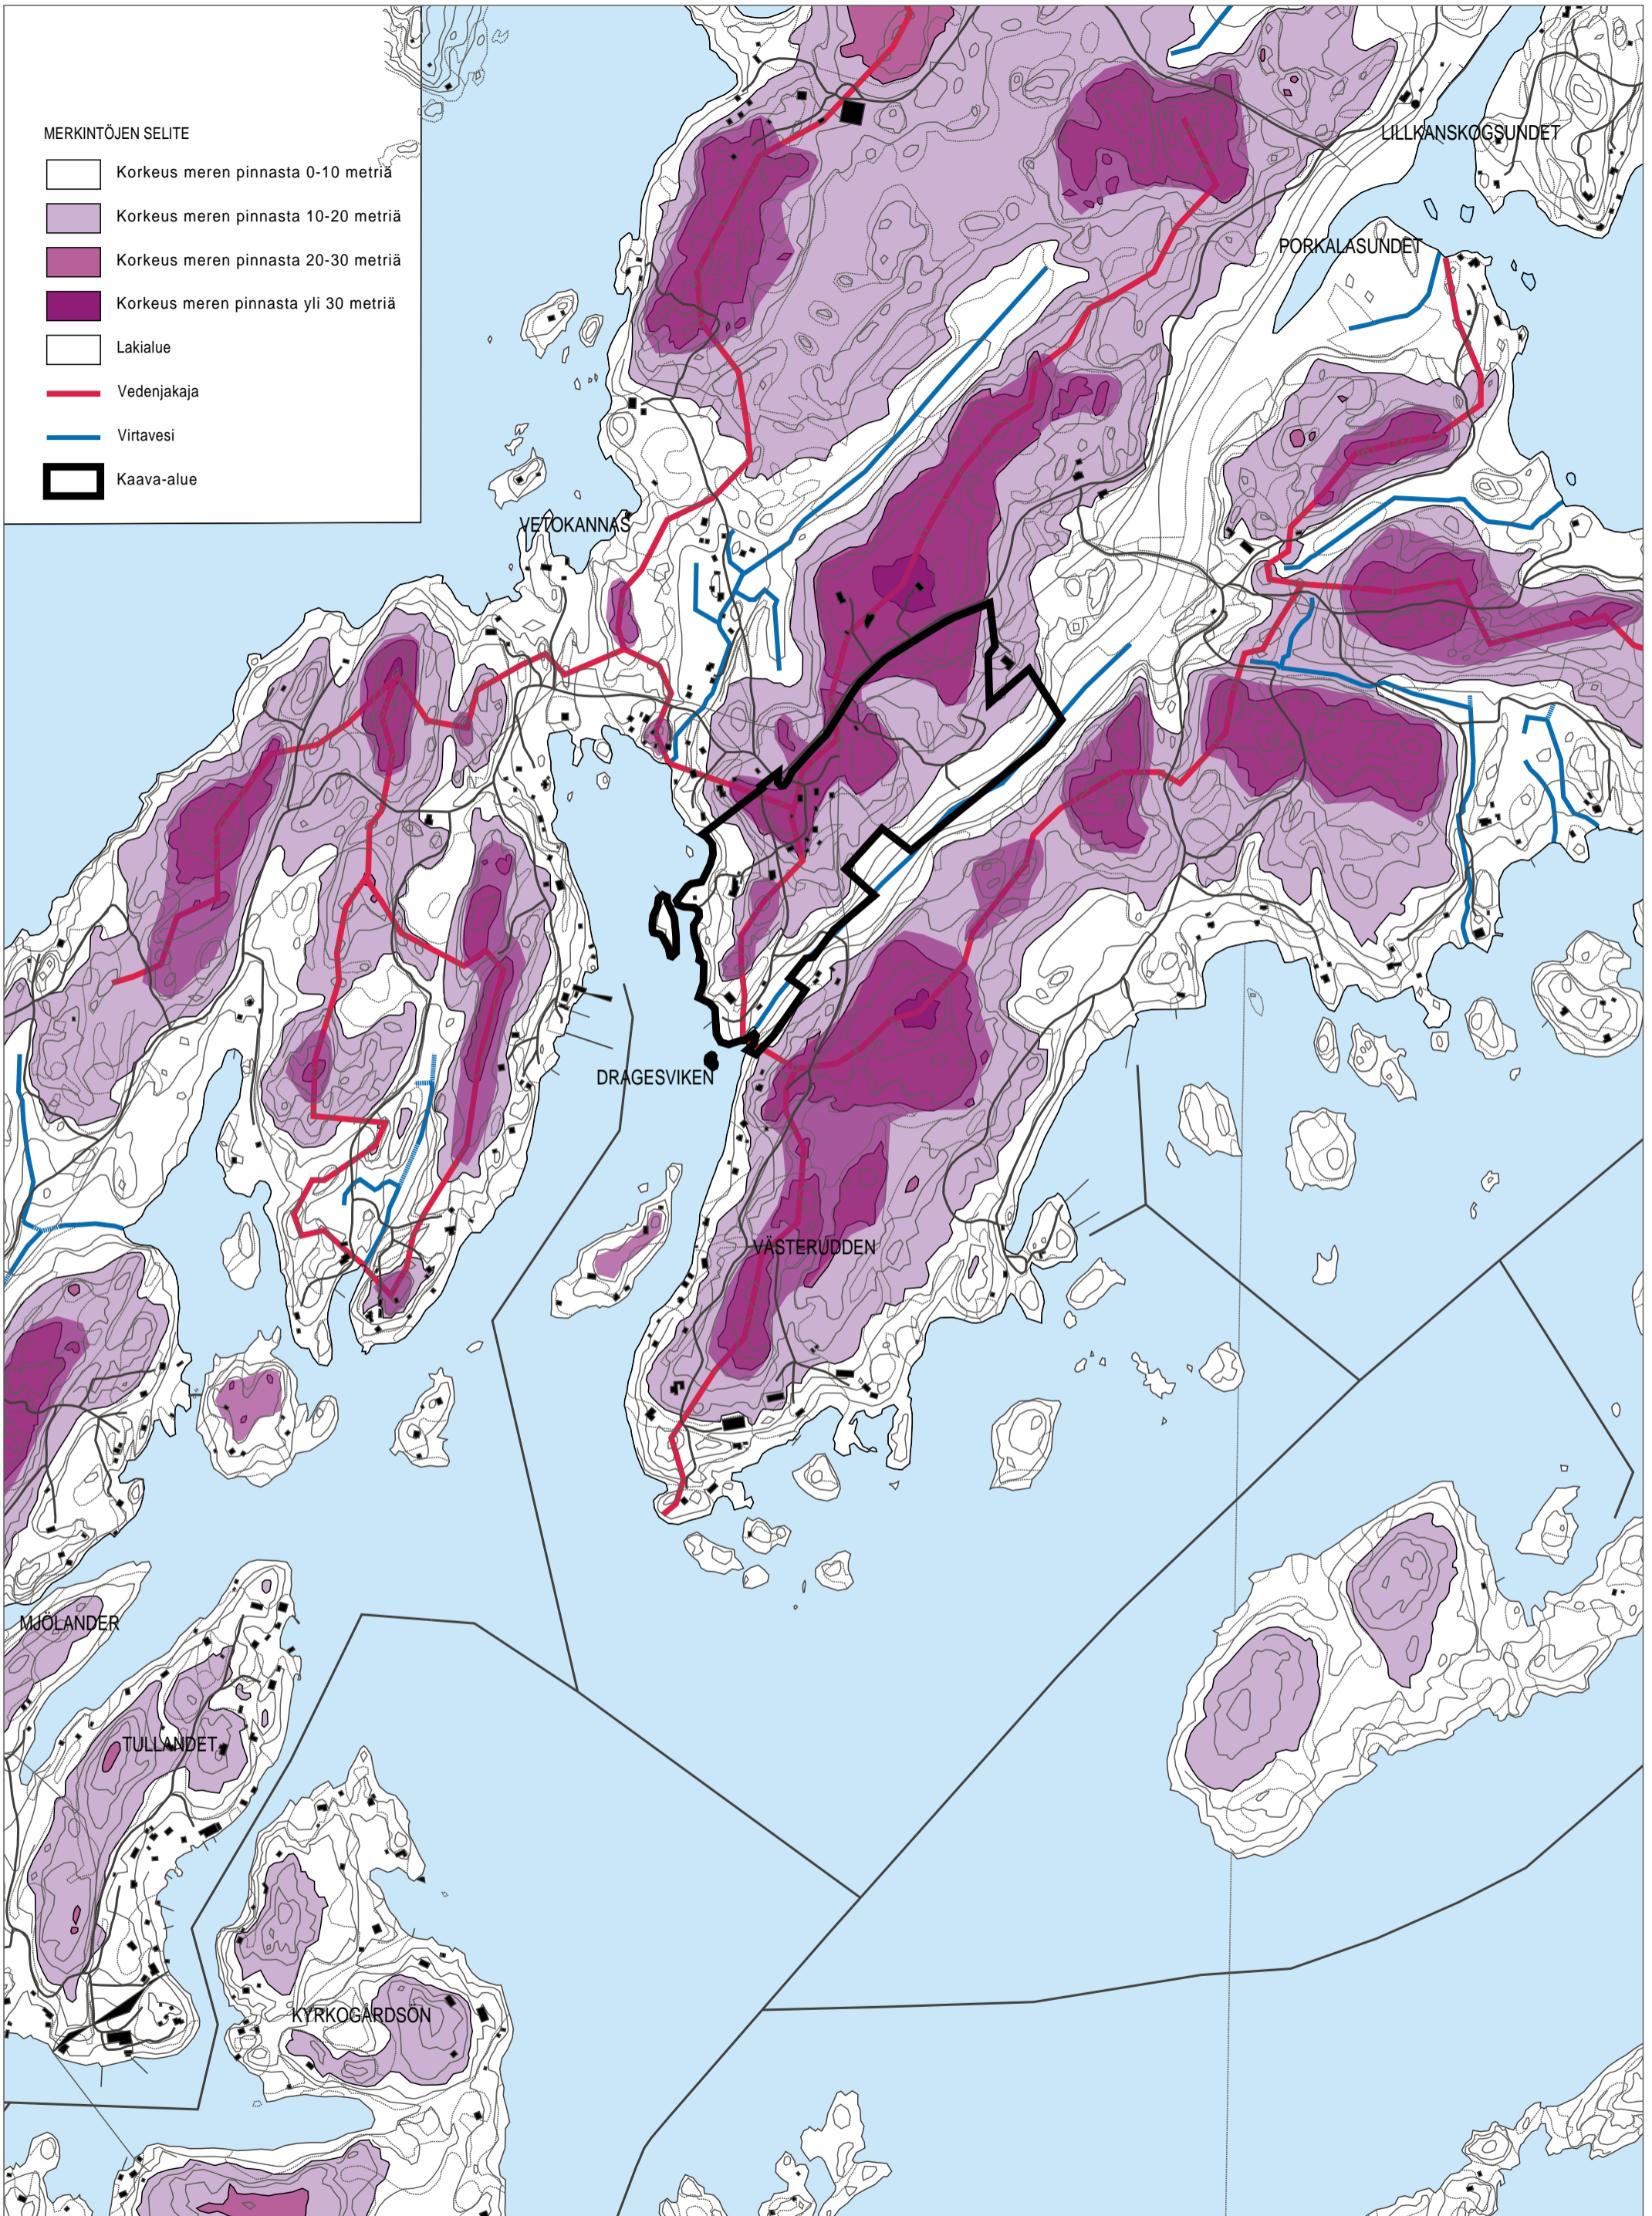 MERKINTÖJEN SELITE
Korkeus meren pinnasta 0-10 metriä
Korkeus meren pinnasta 10-20 metriä
Korkeus meren pinnasta 20-30 metriä
Korkeus meren pinnasta yli 30 metriä
Lakialue
Vedenjakaja
Virtavesi
Kaava-alue
LILLKANSKOGSUNDET
PORKALASUNDET
VETOKANNAS
DRAGESVIKEN
VÄSTERUDDEN
MJÖLANDER
TULLANDET
KYRKOGÅRDSÖN